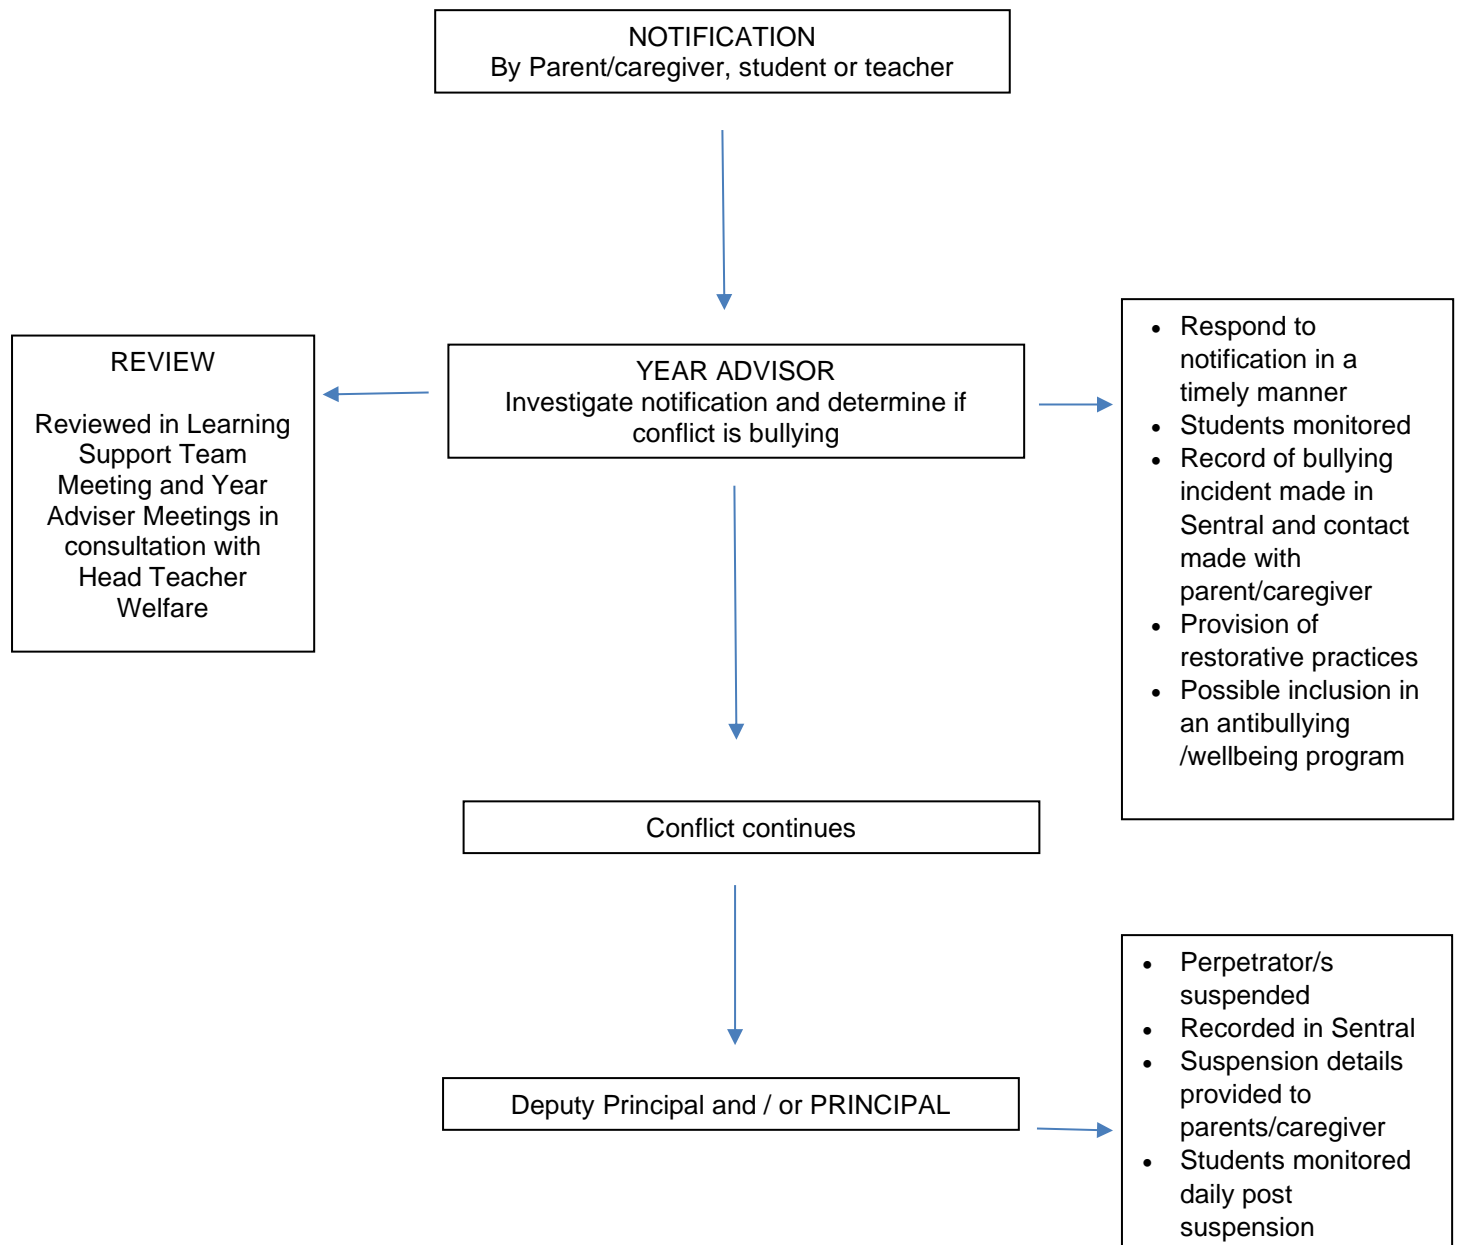 NOTIFICATION
By Parent/caregiver, student or teacher
REVIEW
Reviewed in Learning
Support Team
Meeting and Year
Adviser Meetings in
consultation with
Head Teacher
Welfare
YEAR ADVISOR
Investigate notification and determine if
conflict is bullying
• Respond to
notification in a
timely manner
• Students monitored
• Record of bullying
incident made in
Sentral and contact
made with
parent/caregiver
• Provision of
restorative practices
• Possible inclusion in
an antibullying
/wellbeing program
Conflict continues
Deputy Principal and / or PRINCIPAL
• Perpetrator/s
suspended
• Recorded in Sentral
• Suspension details
provided to
parents/caregiver
• Students monitored
daily post
suspension